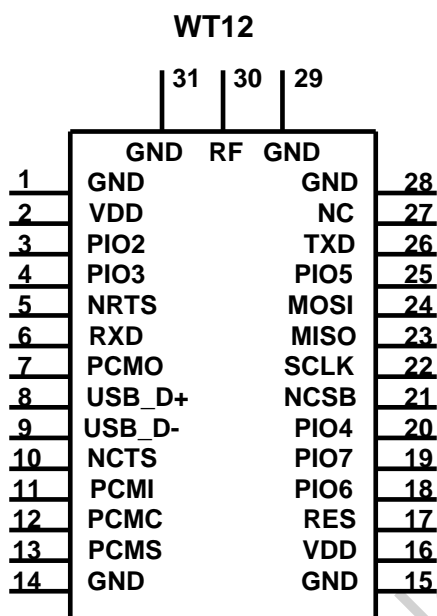 WT12
31 30 29
GND RF GND
1 GND GND 28
2 VDD NC 27
3 PIO2 TXD 26
4 PIO3 PIO5 25
5 NRTS MOSI 24
6 RXD MISO 23
7 PCMO SCLK 22
8 USB_D+ NCSB 21
9 USB_D- PIO4 20
10 NCTS PIO7 19
11 PCMI PIO6 18
12 PCMC RES 17
13 PCMS VDD 16
14 GND GND 15